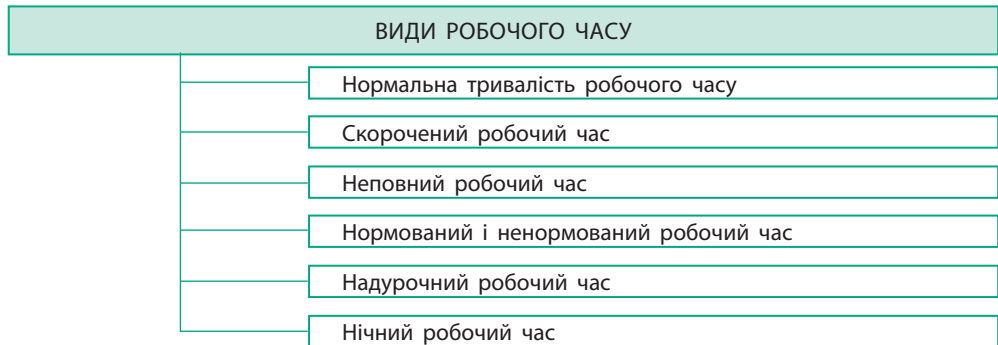 ВИДИ РОБОЧОГО ЧАСУ
Нормальна тривалість робочого часу
Скорочений робочий час
Неповний робочий час
Нормований і ненормований робочий час
Надурочний робочий час
Нічний робочий час